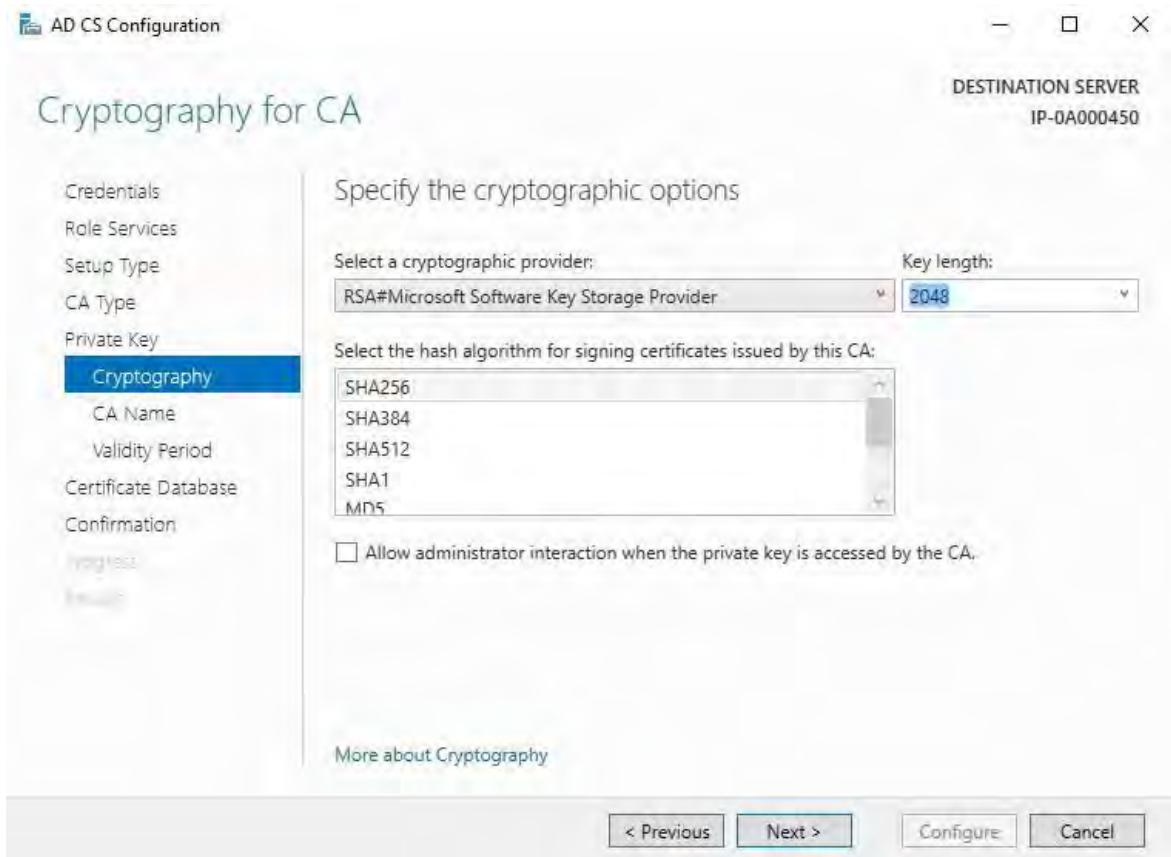 AD CS Configuration
Cryptography for CA
DESTINATION SERVER
IP-0A000450
Credentials
Role Services
Setup Type
CA Type
Private Key
Cryptography
CA Name
Validity Period
Certificate Database
Confirmation
Progress
Results
Specify the cryptographic options
Select a cryptographic provider:
Key length:
RSA#Microsoft Software Key Storage Provider
2048
Select the hash algorithm for signing certificates issued by this CA:
SHA256
SHA384
SHA512
SHA1
MD5
Allow administrator interaction when the private key is accessed by the CA.
More about Cryptography
< Previous
Next >
Configure
Cancel